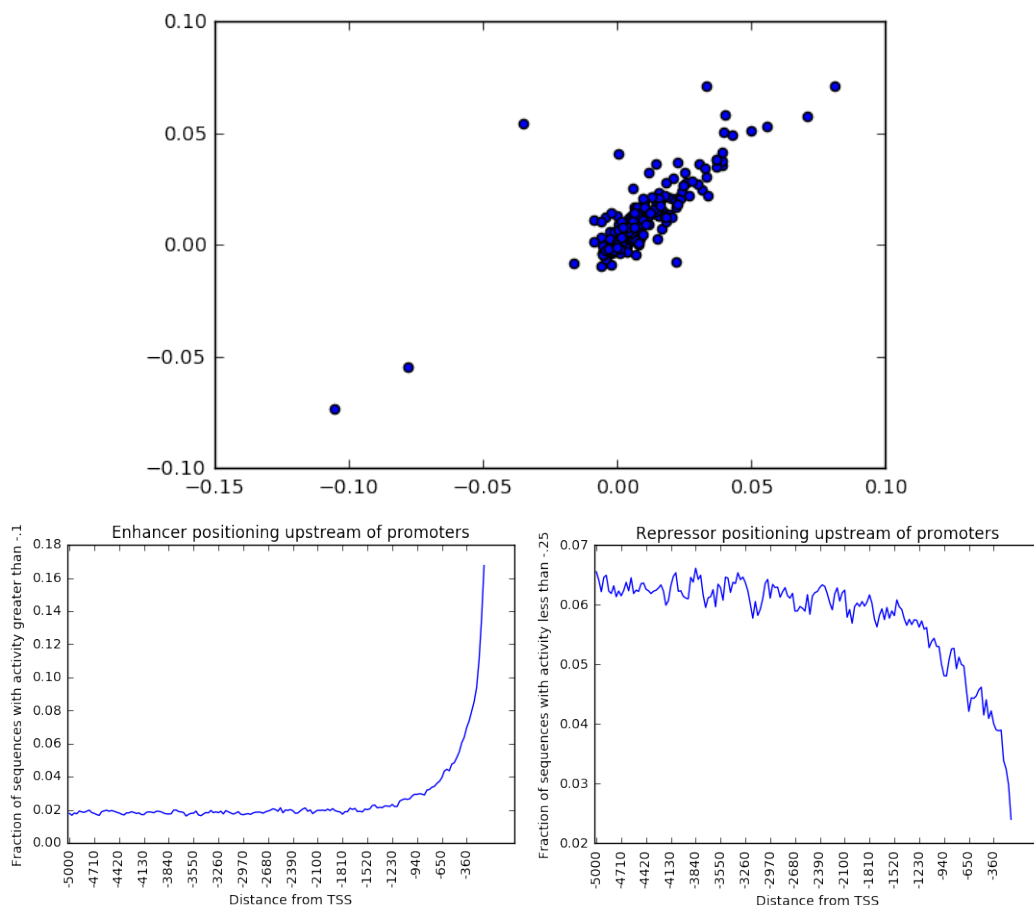 0.10
0.05
0.00
−0.05
−0.10
−0.15 −0.10 −0.05 0.00 0.05 0.10
Enhancer positioning upstream of promoters
Fraction of sequences with activity greater than -.1
0.18
0.16
0.14
0.12
0.10
0.08
0.06
0.04
0.02
0.00
-5000 -4710 -4420 -4130 -3840 -3550 -3260 -2970 -2680 -2390 -2100 -1810 -1520 -1230 -940 -650 -360
Distance from TSS
Repressor positioning upstream of promoters
Fraction of sequences with activity less than -.25
0.07
0.06
0.05
0.04
0.03
0.02
-5000 -4710 -4420 -4130 -3840 -3550 -3260 -2970 -2680 -2390 -2100 -1810 -1520 -1230 -940 -650 -360
Distance from TSS